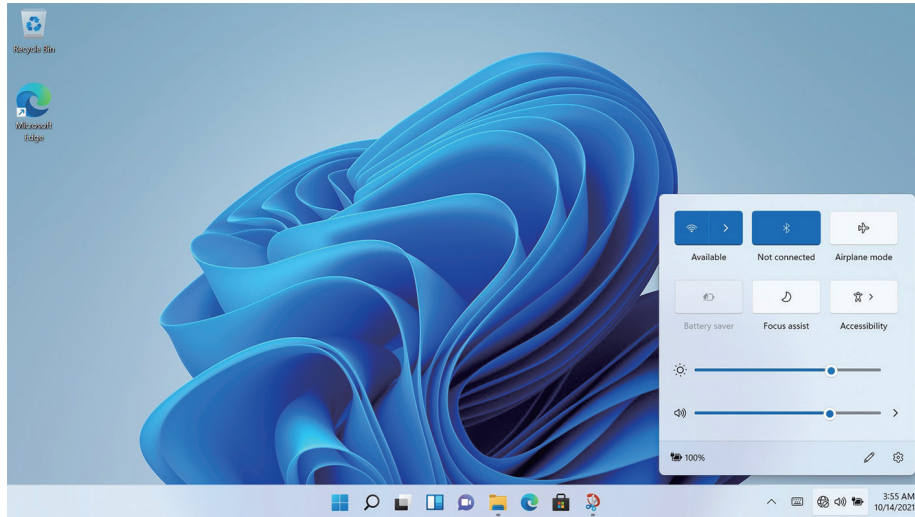 Recycle Bin
Microsoft
Edge
Available
Not connected
Airplane mode
Battery saver
Focus assist
Accessibility
100%
3:55 AM
10/14/2021